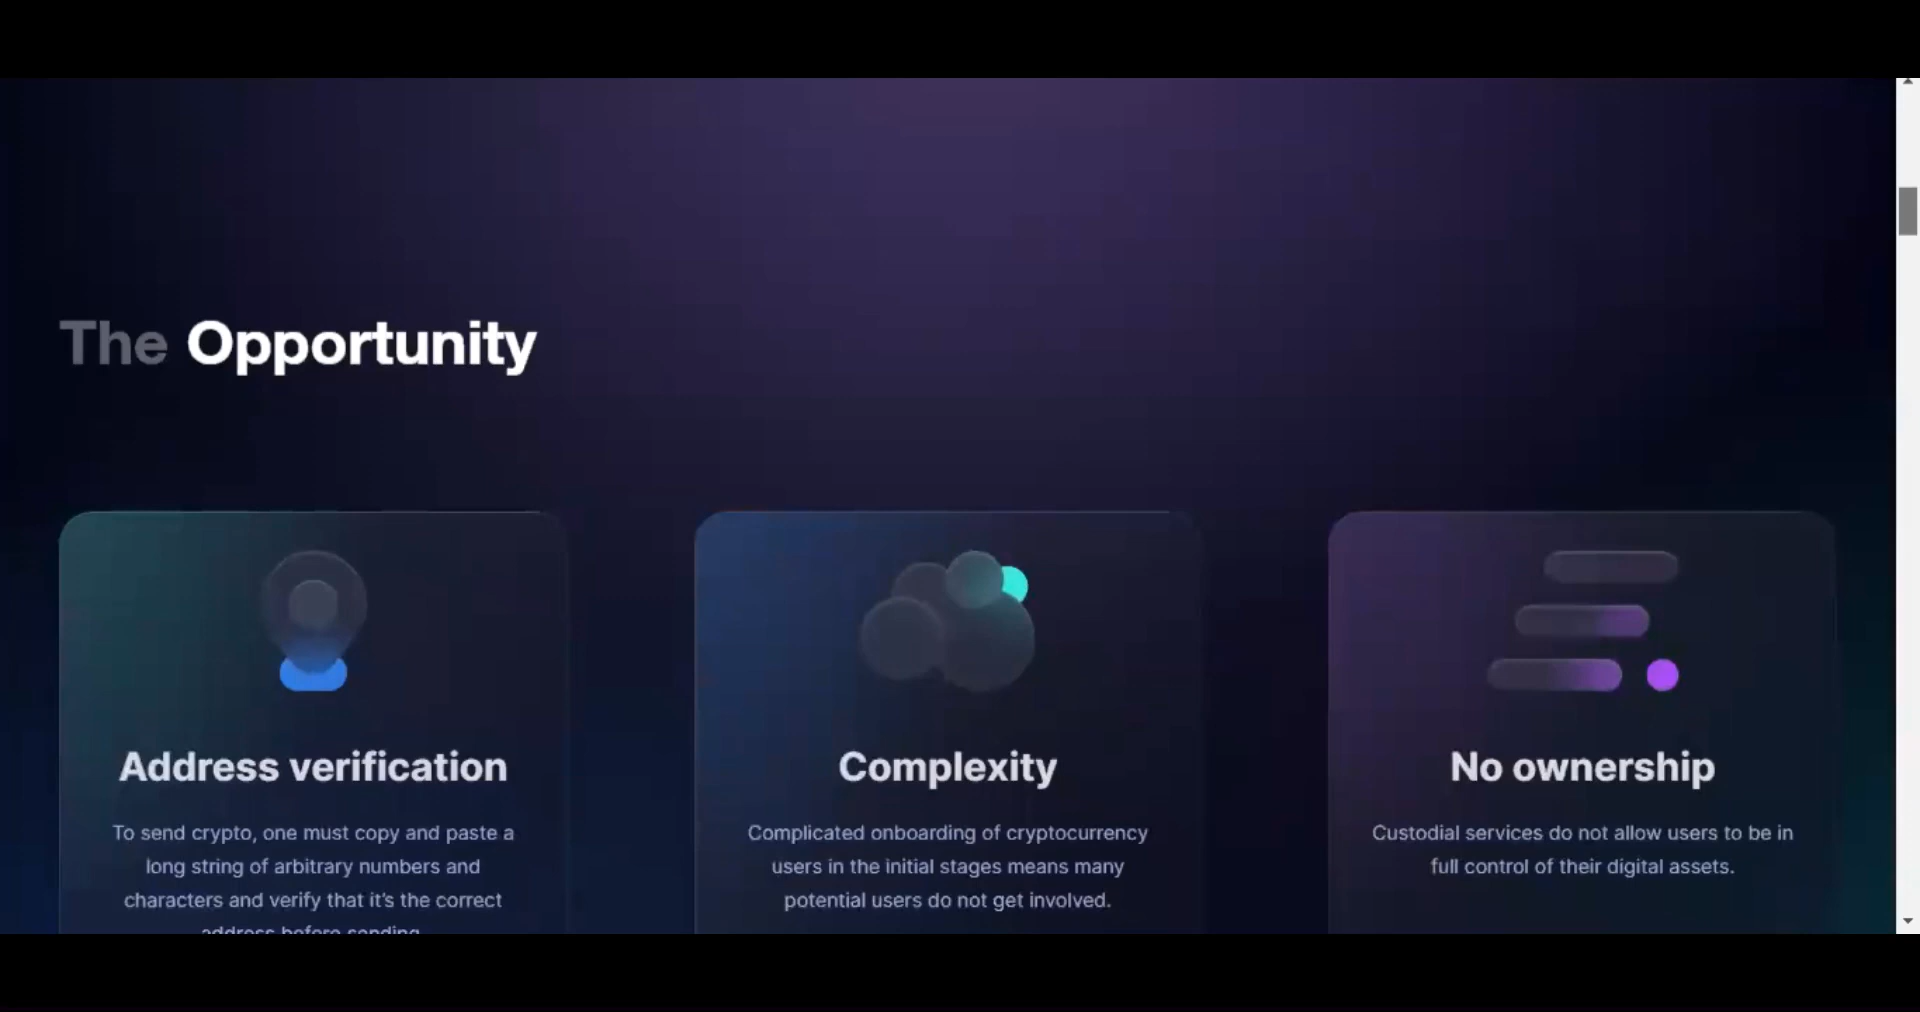 The Opportunity
Address verification
To send crypto, one must copy and paste a
long string of arbitrary numbers and
characters and verify that it's the correct
address before sending.
Complexity
Complicated onboarding of cryptocurrency
users in the initial stages means many
potential users do not get involved.
No ownership
Custodial services do not allow users to be in
full control of their digital assets.